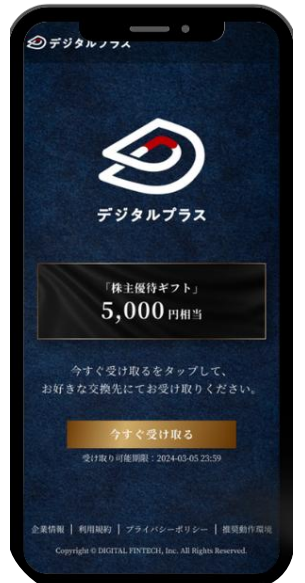 デジタルプラス
デジタルプラス
「株主優待ギフト」
5,000 円相当
今すぐ受け取るをタップして、
お好きな交換先にてお受け取りください。
今すぐ受け取る
受け取り可能期限：2024-03-05 23:59
企業情報 | 利用規約 | プライバシーポリシー | 推奨動作環境
Copyright © DIGITAL FINTECH, Inc. All Rights Reserved.